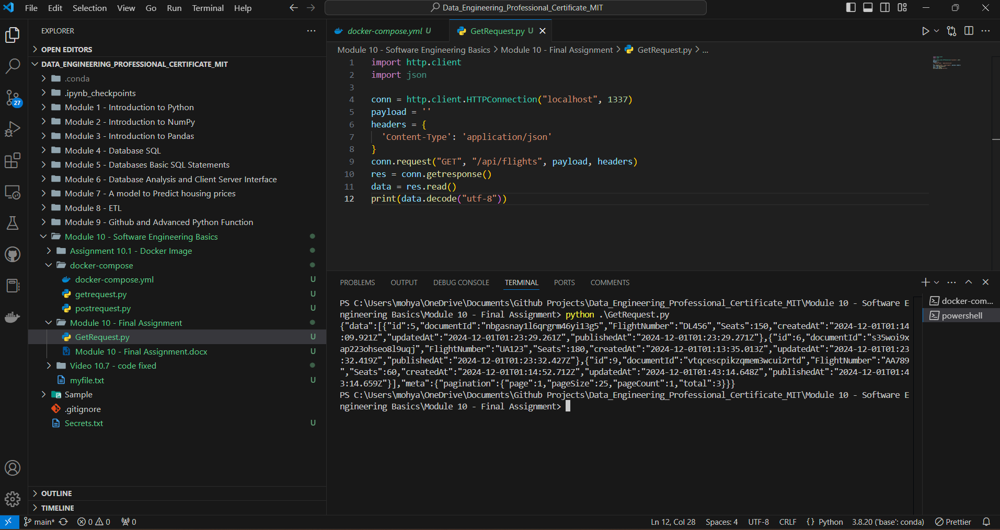 File Edit Selection View Go Run Terminal Help
Data_Engineering_Professional_Certificate_MIT
EXPLORER
OPEN EDITORS
DATA_ENGINEERING_PROFESSIONAL_CERTIFICATE_MIT
.conda
.ipynb_checkpoints
Module 1 - Introduction to Python
Module 2 - Introduction to NumPy
Module 3 - Introduction to Pandas
Module 4 - Database SQL
Module 5 - Databases Basic SQL Statements
Module 6 - Database Analysis and Client Server Interface
Module 7 - A model to Predict housing prices
Module 8 - ETL
Module 9 - Github and Advanced Python Function
Module 10 - Software Engineering Basics
Assignment 10.1 - Docker Image
docker-compose
docker-compose.yml U
getrequest.py U
postrequest.py U
Module 10 - Final Assignment
GetRequest.py U
Module 10 - Final Assignment.docx U
Video 10.7 - code fixed
myfile.txt U
Sample
.gitignore
Secrets.txt U
OUTLINE
TIMELINE
27
docker-compose.yml U
GetRequest.py U
Module 10 - Software Engineering Basics > Module 10 - Final Assignment > GetRequest.py > ...
1 import http.client
2 import json
3
4 conn = http.client.HTTPConnection("localhost", 1337)
5 payload = ''
6 headers = {
7 'Content-Type': 'application/json'
8 }
9 conn.request("GET", "/api/flights", payload, headers)
10 res = conn.getresponse()
11 data = res.read()
12 print(data.decode("utf-8"))
PROBLEMS OUTPUT DEBUG CONSOLE TERMINAL PORTS COMMENTS
PS C:\Users\mohya\OneDrive\Documents\Github Projects\Data_Engineering_Professional_Certificate_MIT\Module 10 - Software E
ngineering Basics\Module 10 - Final Assignment> python .\GetRequest.py
{"data":[{"id":5,"documentId":"nbgasnay1l6qrgrm46yi13g5","FlightNumber":"DL456","Seats":150,"createdAt":"2024-12-01T01:14
:09.921Z","updatedAt":"2024-12-01T01:23:29.261Z","publishedAt":"2024-12-01T01:23:29.271Z"},{"id":6,"documentId":"s35woi9x
ap223ohseo8l9uqj","FlightNumber":"UA123","Seats":180,"createdAt":"2024-12-01T01:13:35.013Z","updatedAt":"2024-12-01T01:23
:32.419Z","publishedAt":"2024-12-01T01:23:32.427Z"},{"id":9,"documentId":"vtqcescpikzqmem3wcui2rtd","FlightNumber":"AA789
","Seats":60,"createdAt":"2024-12-01T01:14:52.712Z","updatedAt":"2024-12-01T01:43:14.648Z","publishedAt":"2024-12-01T01:4
3:14.659Z"}],"meta":{"pagination":{"page":1,"pageSize":25,"pageCount":1,"total":3}}}
PS C:\Users\mohya\OneDrive\Documents\Github Projects\Data_Engineering_Professional_Certificate_MIT\Module 10 - Software E
ngineering Basics\Module 10 - Final Assignment>
docker-com...
powershell
main* 0 0 0 Ln 12, Col 28 Spaces: 4 UTF-8 CRLF {} Python 3.8.20 ('base': conda) Prettier